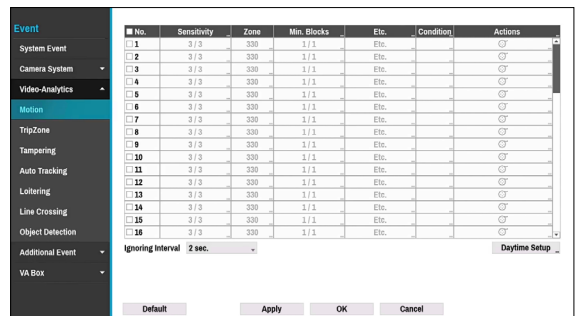 Event
System Event
Camera System
Video-Analytics
Motion
TripZone
Tampering
Auto Tracking
Loitering
Line Crossing
Object Detection
Additional Event
VA Box
No. Sensitivity Zone Min. Blocks Etc. Condition Actions
1 3 / 3 330 1 / 1 Etc.
2 3 / 3 330 1 / 1 Etc.
3 3 / 3 330 1 / 1 Etc.
4 3 / 3 330 1 / 1 Etc.
5 3 / 3 330 1 / 1 Etc.
6 3 / 3 330 1 / 1 Etc.
7 3 / 3 330 1 / 1 Etc.
8 3 / 3 330 1 / 1 Etc.
9 3 / 3 330 1 / 1 Etc.
10 3 / 3 330 1 / 1 Etc.
11 3 / 3 330 1 / 1 Etc.
12 3 / 3 330 1 / 1 Etc.
13 3 / 3 330 1 / 1 Etc.
14 3 / 3 330 1 / 1 Etc.
15 3 / 3 330 1 / 1 Etc.
16 3 / 3 330 1 / 1 Etc.
Ignoring Interval 2 sec. Daytime Setup
Default Apply OK Cancel